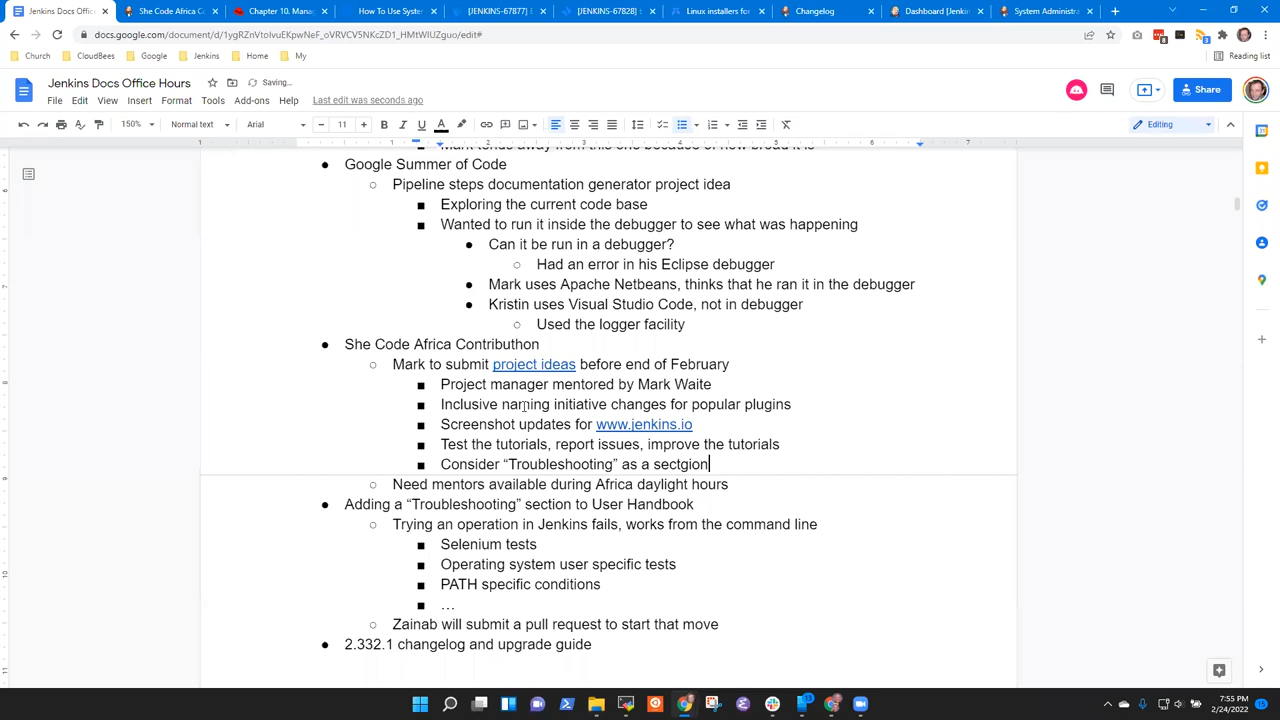 Jenkins Docs Offic
She Code Africa Co
Chapter 10. Manag
How To Use System
[JENKINS-67877] E
[JENKINS-67828] b
Linux installers for
Changelog
Dashboard [Jenkin
System Administra
docs.google.com/document/d/1ygRZnVtoIvuEKpwNeF_oVRVCV5NKcZD1_HMtWIZguo/edit#
Church
CloudBees
Google
Jenkins
Home
My
Reading list
Jenkins Docs Office Hours
Saving...
File Edit View Insert Format Tools Add-ons Help Last edit was seconds ago
Share
150% Normal text Arial 11 Editing
Google Summer of Code
Pipeline steps documentation generator project idea
Exploring the current code base
Wanted to run it inside the debugger to see what was happening
Can it be run in a debugger?
Had an error in his Eclipse debugger
Mark uses Apache Netbeans, thinks that he ran it in the debugger
Kristin uses Visual Studio Code, not in debugger
Used the logger facility
She Code Africa Contributhon
Mark to submit project ideas before end of February
Project manager mentored by Mark Waite
Inclusive naming initiative changes for popular plugins
Screenshot updates for www.jenkins.io
Test the tutorials, report issues, improve the tutorials
Consider “Troubleshooting” as a sectgion
Need mentors available during Africa daylight hours
Adding a “Troubleshooting” section to User Handbook
Trying an operation in Jenkins fails, works from the command line
Selenium tests
Operating system user specific tests
PATH specific conditions
…
Zainab will submit a pull request to start that move
2.332.1 changelog and upgrade guide
7:55 PM
2/24/2022